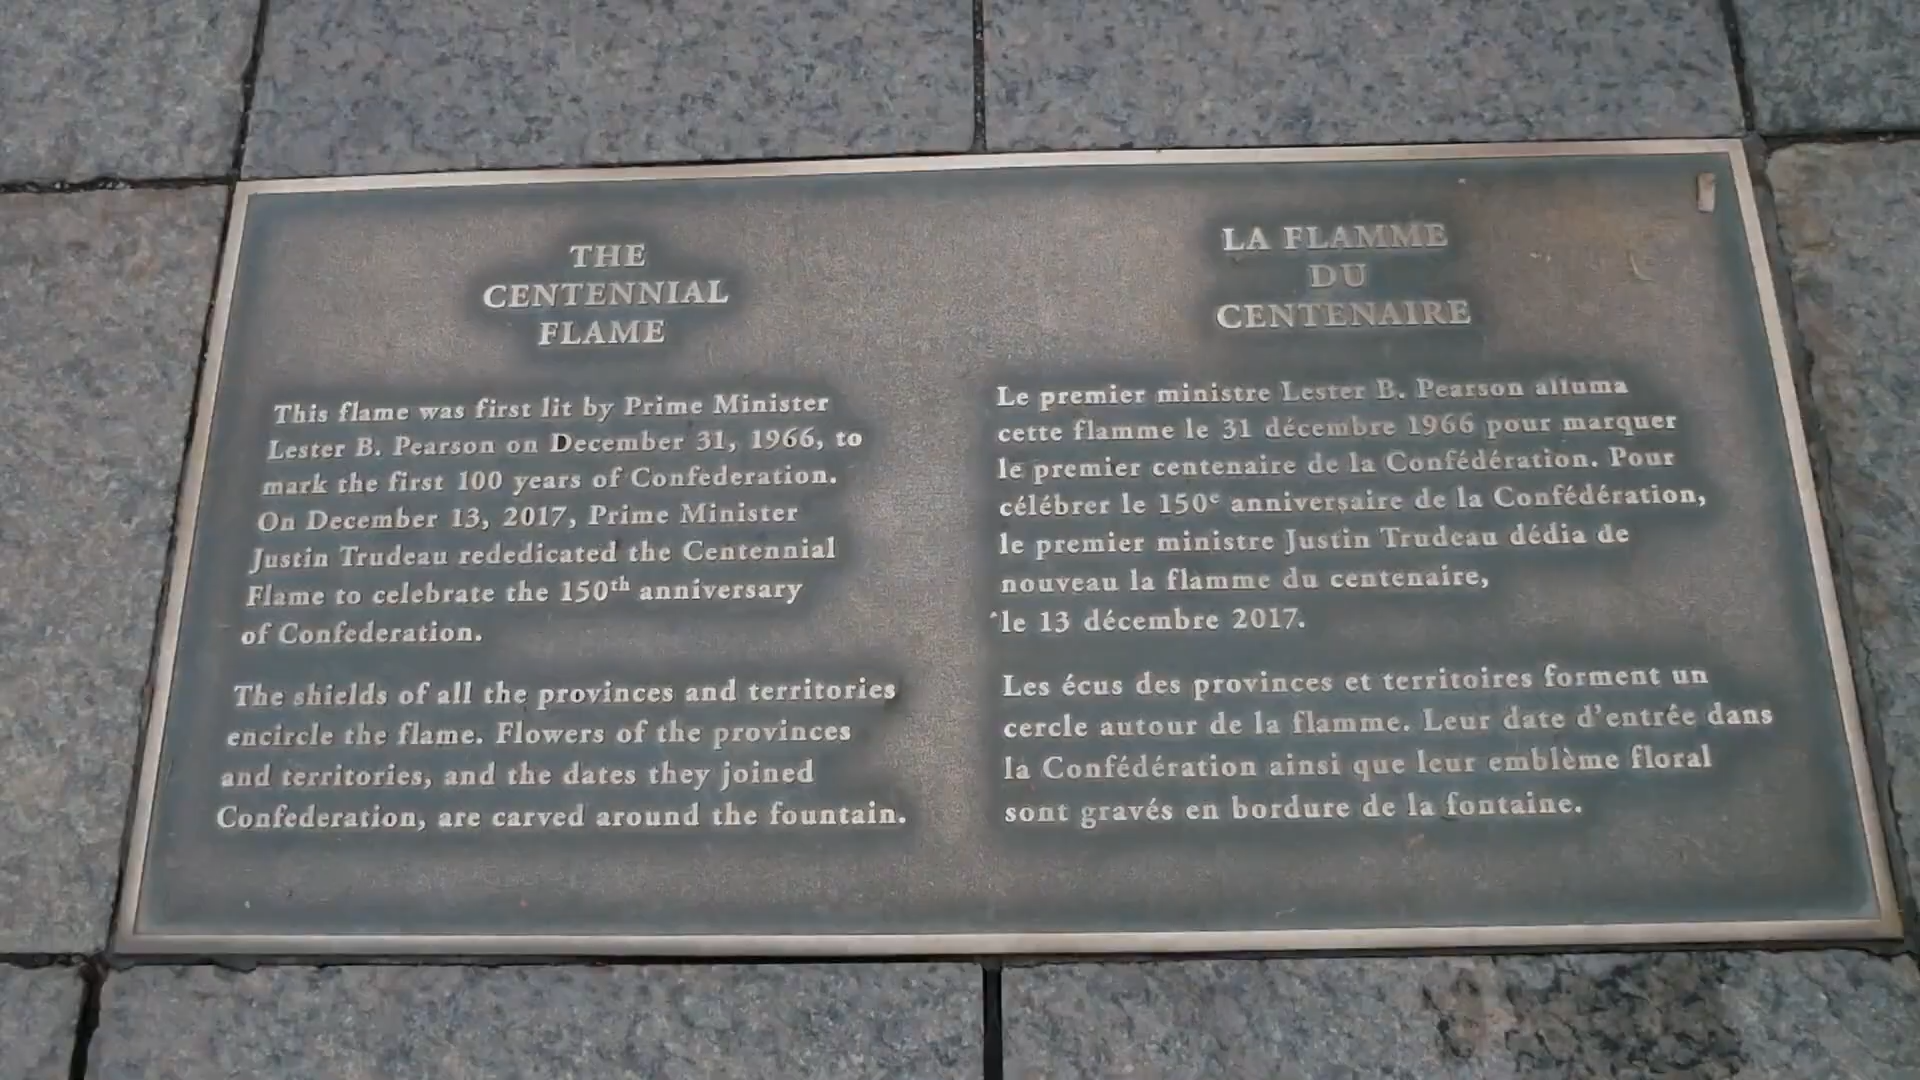 THE
CENTENNIAL
FLAME
This flame was first lit by Prime Minister
Lester B. Pearson on December 31, 1966, to
mark the first 100 years of Confederation.
On December 13, 2017, Prime Minister
Justin Trudeau rededicated the Centennial
Flame to celebrate the 150th anniversary
of Confederation.
The shields of all the provinces and territories
encircle the flame. Flowers of the provinces
and territories, and the dates they joined
Confederation, are carved around the fountain.
LA FLAMME
DU
CENTENAIRE
Le premier ministre Lester B. Pearson alluma
cette flamme le 31 décembre 1966 pour marquer
le premier centenaire de la Confédération. Pour
célébrer le 150e anniversaire de la Confédération,
le premier ministre Justin Trudeau dédia de
nouveau la flamme du centenaire,
le 13 décembre 2017.
Les écus des provinces et territoires forment un
cercle autour de la flamme. Leur date d'entrée dans
la Confédération ainsi que leur emblème floral
sont gravés en bordure de la fontaine.